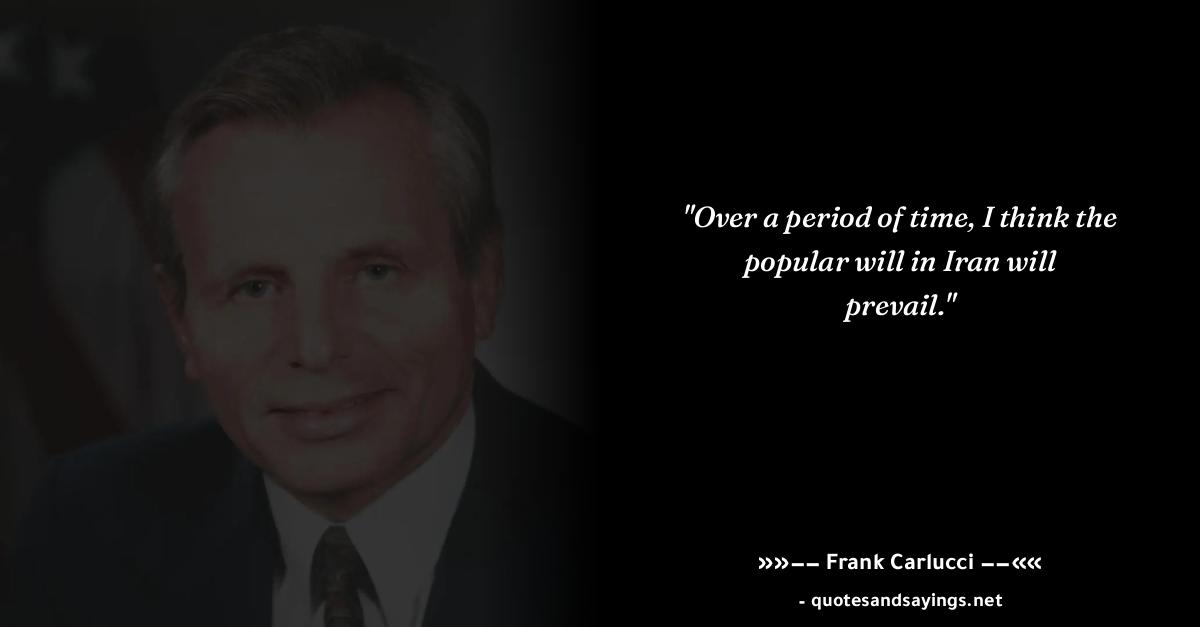 "Over a period of time, I think the
popular will in Iran will
prevail."
»»–– Frank Carlucci ––««
- quotesandsayings.net